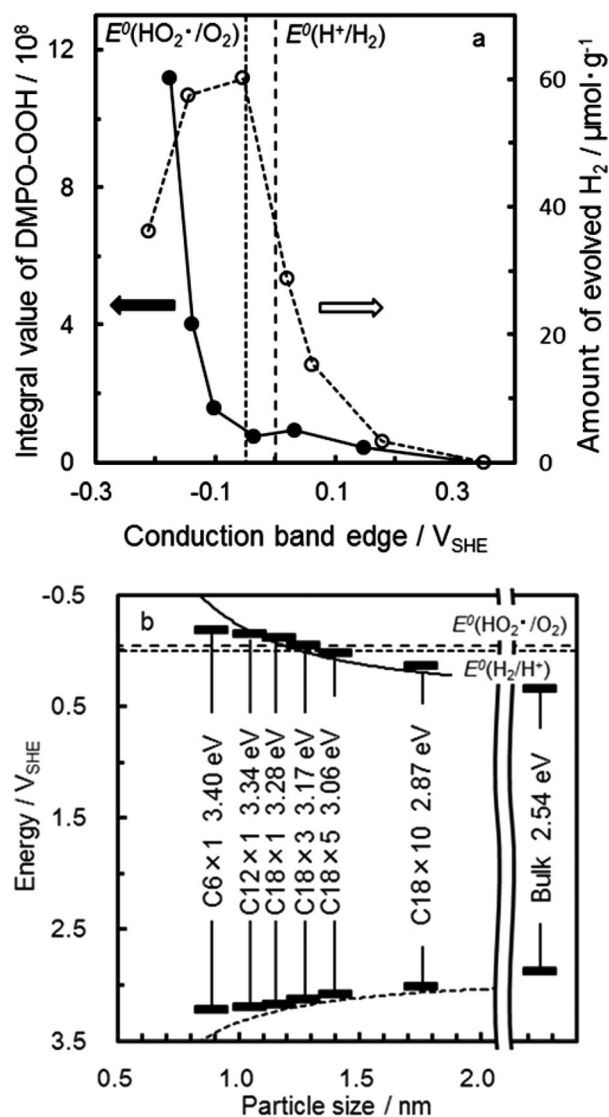 E⁰(HO₂·/O₂)
E⁰(H⁺/H₂)
a
Integral value of DMPO-OOH / 10⁸
12
8
4
0
Amount of evolved H₂ / μmol·g⁻¹
60
40
20
0
-0.3 -0.1 0.1 0.3
Conduction band edge / V_SHE
b
Energy / V_SHE
-0.5
0.5
1.5
2.5
3.5
E⁰(HO₂·/O₂)
E⁰(H₂/H⁺)
C6×1 3.40 eV
C12×1 3.34 eV
C18×1 3.28 eV
C18×3 3.17 eV
C18×5 3.06 eV
C18×10 2.87 eV
Bulk 2.54 eV
0.5 1.0 1.5 2.0
Particle size / nm